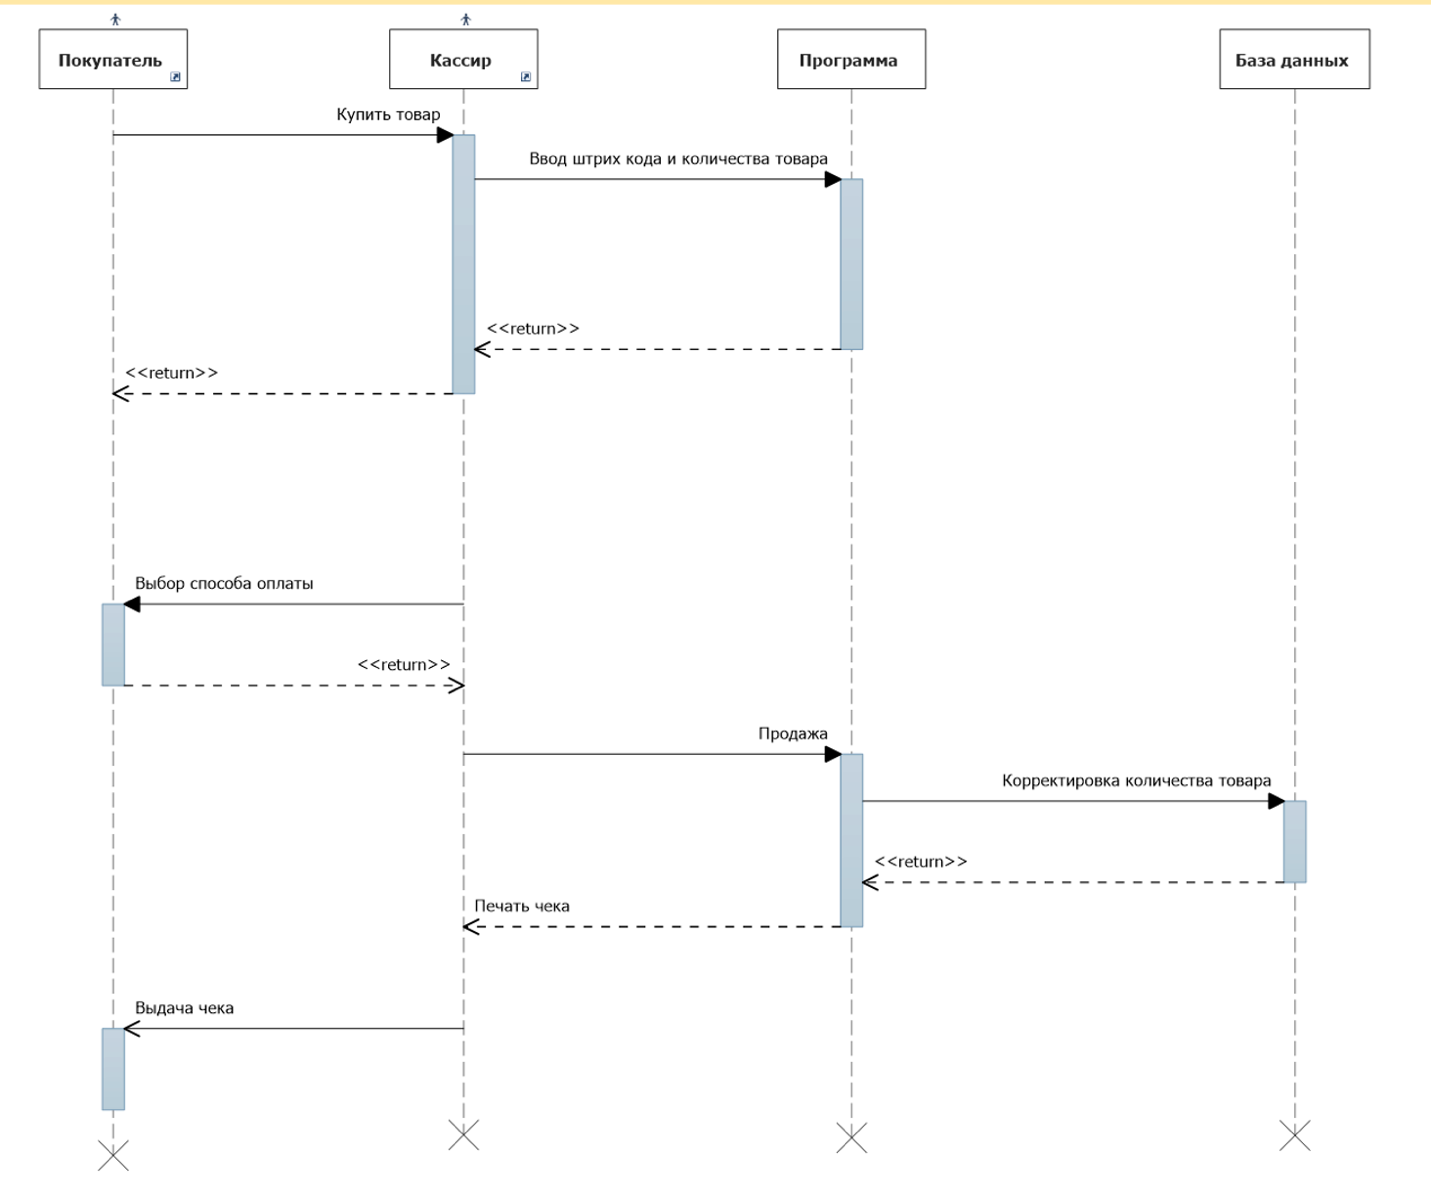 Покупатель
Кассир
Программа
База данных
Купить товар
Ввод штрих кода и количества товара
<<return>>
<<return>>
Выбор способа оплаты
<<return>>
Продажа
Корректировка количества товара
<<return>>
Печать чека
Выдача чека